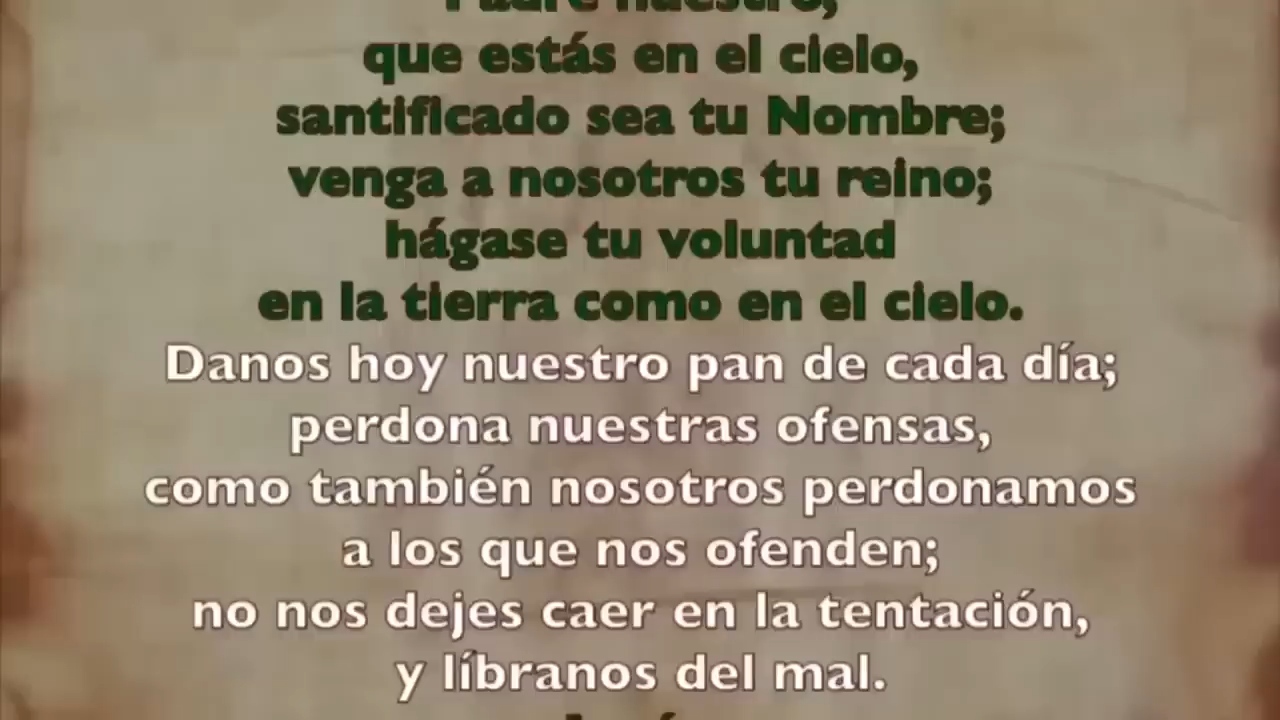 Padre nuestro,
que estás en el cielo,
santificado sea tu Nombre;
venga a nosotros tu reino;
hágase tu voluntad
en la tierra como en el cielo.
Danos hoy nuestro pan de cada día;
perdona nuestras ofensas,
como también nosotros perdonamos
a los que nos ofenden;
no nos dejes caer en la tentación,
y líbranos del mal.